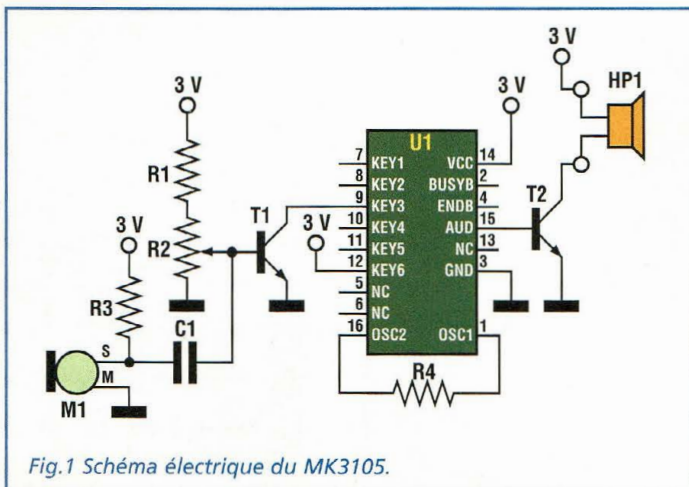 3 V
HP1
3 V
3 V
U1
R1
7 KEY1 VCC 14
8 KEY2 BUSYB 2
T1
9 KEY3 ENDB 4
T2
R2
3 V
10 KEY4 AUD 15
3 V
11 KEY5 NC 13
12 KEY6 GND 3
R3
5 NC
6 NC
C1
16 OSC2 OSC1 1
S
M
R4
M1
Fig.1 Schéma électrique du MK3105.